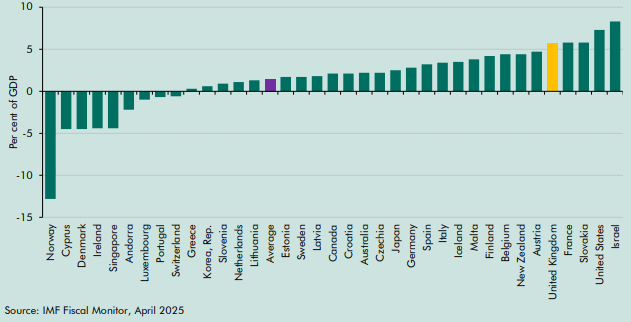 10
5
0
-5
-10
-15
Per cent of GDP
Norway
Cyprus
Denmark
Ireland
Singapore
Andorra
Luxembourg
Portugal
Switzerland
Greece
Korea, Rep.
Slovenia
Netherlands
Lithuania
Average
Estonia
Sweden
Latvia
Canada
Croatia
Australia
Czechia
Japan
Germany
Spain
Italy
Iceland
Malta
Finland
Belgium
New Zealand
Austria
United Kingdom
France
Slovakia
United States
Israel
Source: IMF Fiscal Monitor, April 2025